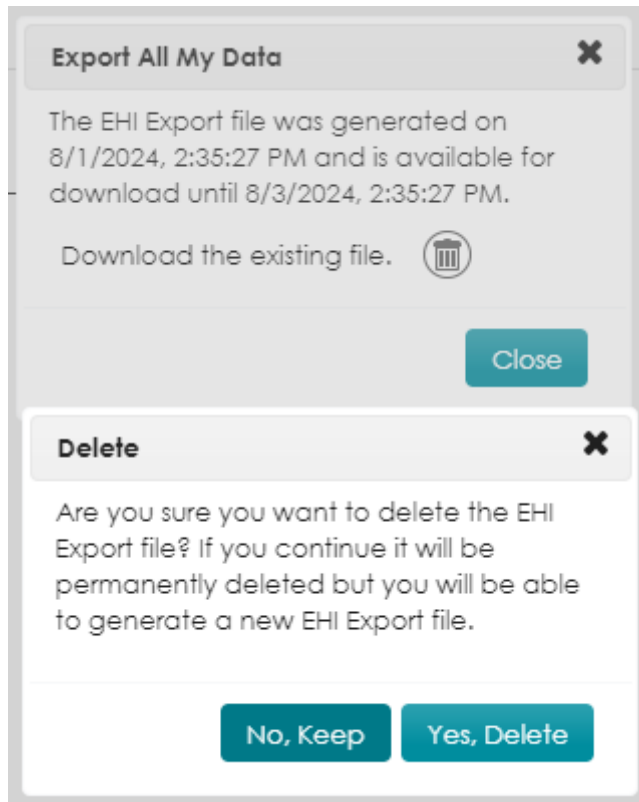 Export All My Data
The EHI Export file was generated on
8/1/2024, 2:35:27 PM and is available for
download until 8/3/2024, 2:35:27 PM.
Download the existing file.
Close
Delete
Are you sure you want to delete the EHI
Export file? If you continue it will be
permanently deleted but you will be able
to generate a new EHI Export file.
No, Keep Yes, Delete